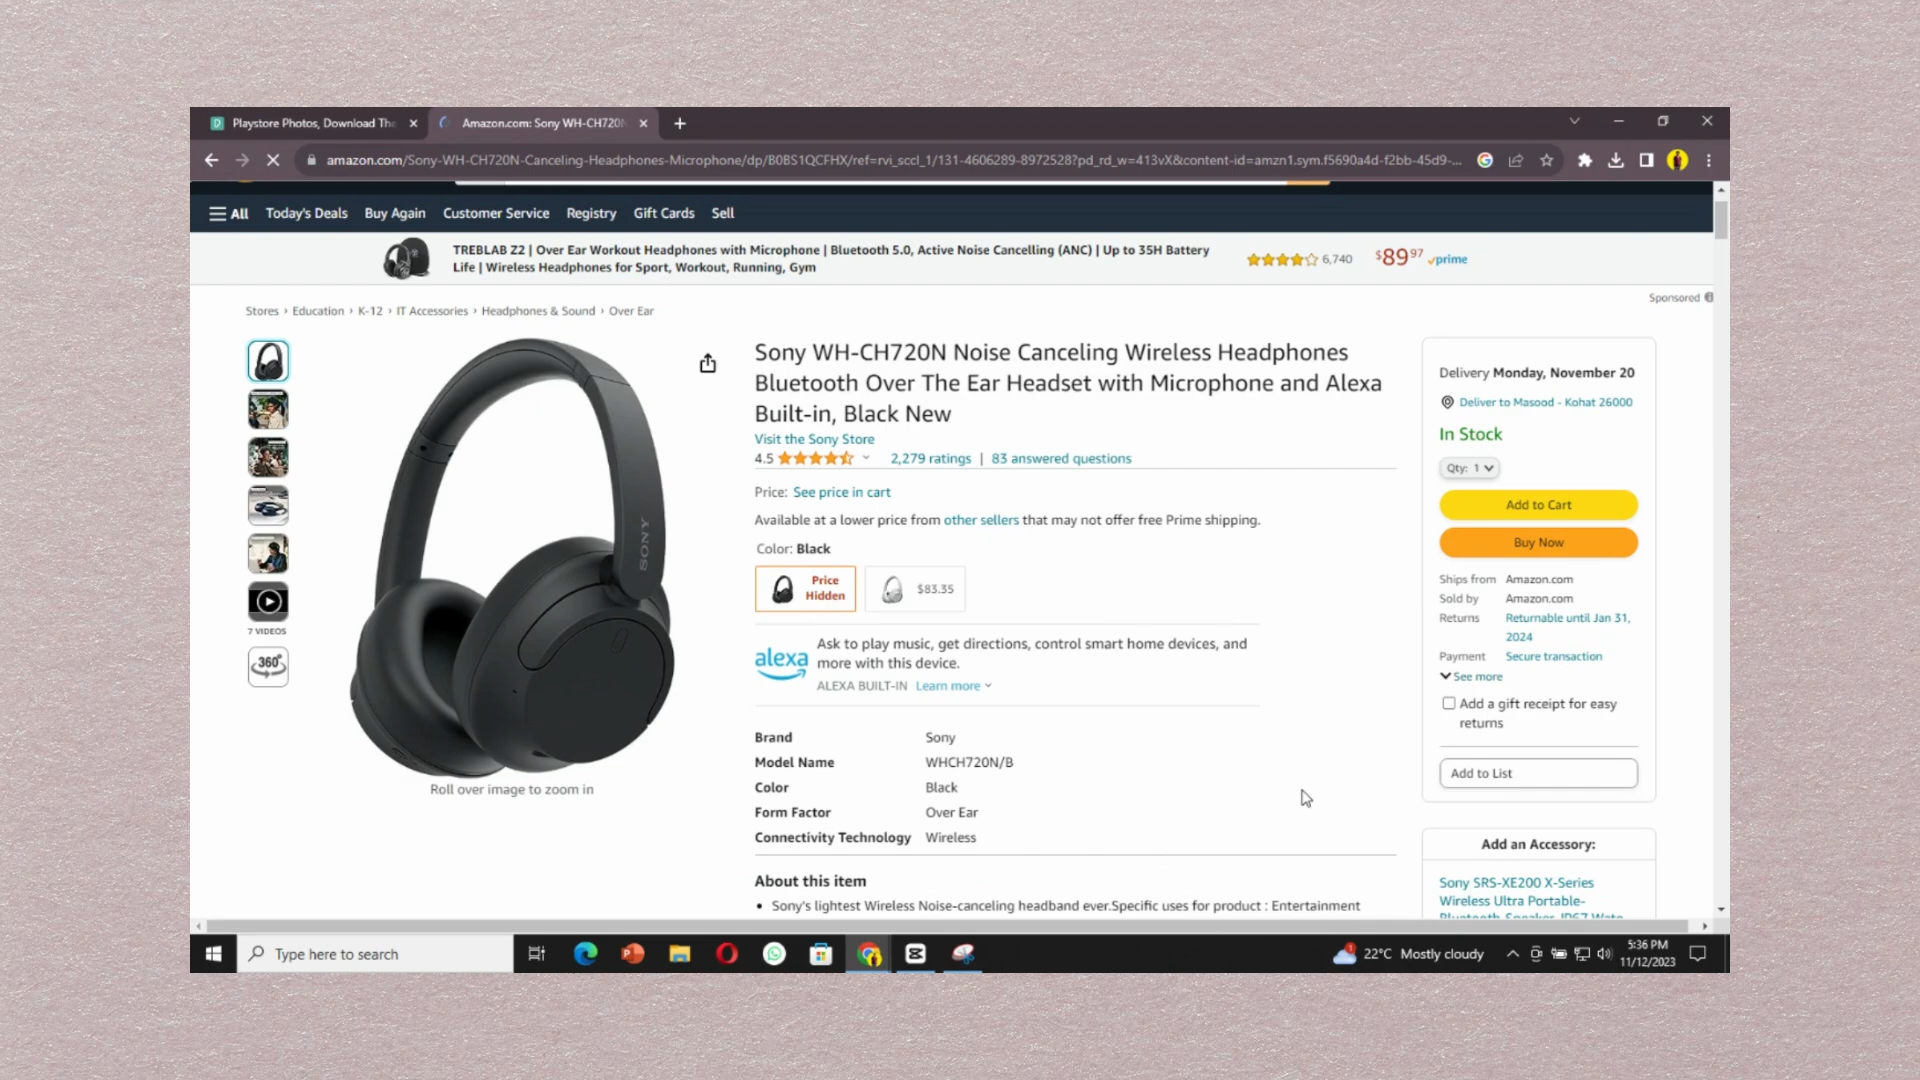 Playstore Photos, Download The
Amazon.com: Sony WH-CH720N
amazon.com/Sony-WH-CH720N-Canceling-Headphones-Microphone/dp/B0BS1QCFHX/ref=rvi_sccl_1/131-4606289-8972528?pd_rd_w=413vX&content-id=amzn1.sym.f5690a4d-f2bb-45d9-...
All Today's Deals Buy Again Customer Service Registry Gift Cards Sell
TREBLAB Z2 | Over Ear Workout Headphones with Microphone | Bluetooth 5.0, Active Noise Cancelling (ANC) | Up to 35H Battery
Life | Wireless Headphones for Sport, Workout, Running, Gym
6,740 $89 97 prime
Sponsored
Stores › Education › K-12 › IT Accessories › Headphones & Sound › Over Ear
SONY
7 VIDEOS
360°
Roll over image to zoom in
Sony WH-CH720N Noise Canceling Wireless Headphones
Bluetooth Over The Ear Headset with Microphone and Alexa
Built-in, Black New
Visit the Sony Store
4.5 2,279 ratings | 83 answered questions
Price: See price in cart
Available at a lower price from other sellers that may not offer free Prime shipping.
Color: Black
Price
Hidden
$83.35
alexa
Ask to play music, get directions, control smart home devices, and
more with this device.
ALEXA BUILT-IN Learn more
Brand Sony
Model Name WHCH720N/B
Color Black
Form Factor Over Ear
Connectivity Technology Wireless
About this item
• Sony's lightest Wireless Noise-canceling headband ever.Specific uses for product : Entertainment
Delivery Monday, November 20
Deliver to Masood - Kohat 26000
In Stock
Qty: 1
Add to Cart
Buy Now
Ships from Amazon.com
Sold by Amazon.com
Returns Returnable until Jan 31,
2024
Payment Secure transaction
See more
Add a gift receipt for easy
returns
Add to List
Add an Accessory:
Sony SRS-XE200 X-Series
Wireless Ultra Portable-
Type here to search
22°C Mostly cloudy
5:36 PM
11/12/2023